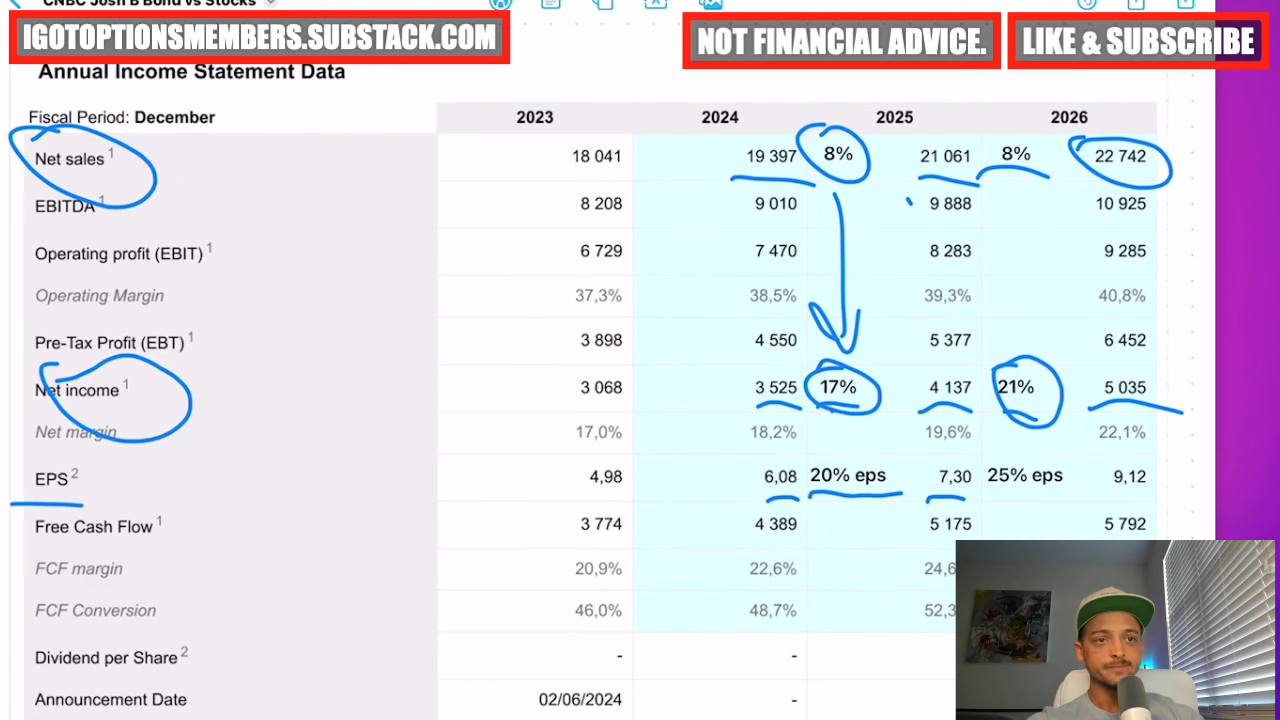 CNBC Josh B Bond vs Stocks
IGOTOPTIONSMEMBERS.SUBSTACK.COM
NOT FINANCIAL ADVICE.
LIKE & SUBSCRIBE
Annual Income Statement Data
Fiscal Period: December 2023 2024 2025 2026
Net sales 1 18 041 19 397 8% 21 061 8% 22 742
EBITDA 1 8 208 9 010 9 888 10 925
Operating profit (EBIT) 1 6 729 7 470 8 283 9 285
Operating Margin 37,3% 38,5% 39,3% 40,8%
Pre-Tax Profit (EBT) 1 3 898 4 550 5 377 6 452
Net income 1 3 068 3 525 17% 4 137 21% 5 035
Net margin 17,0% 18,2% 19,6% 22,1%
EPS 2 4,98 6,08 20% eps 7,30 25% eps 9,12
Free Cash Flow 1 3 774 4 389 5 175 5 792
FCF margin 20,9% 22,6% 24,6
FCF Conversion 46,0% 48,7% 52,3
Dividend per Share 2 - -
Announcement Date 02/06/2024 -